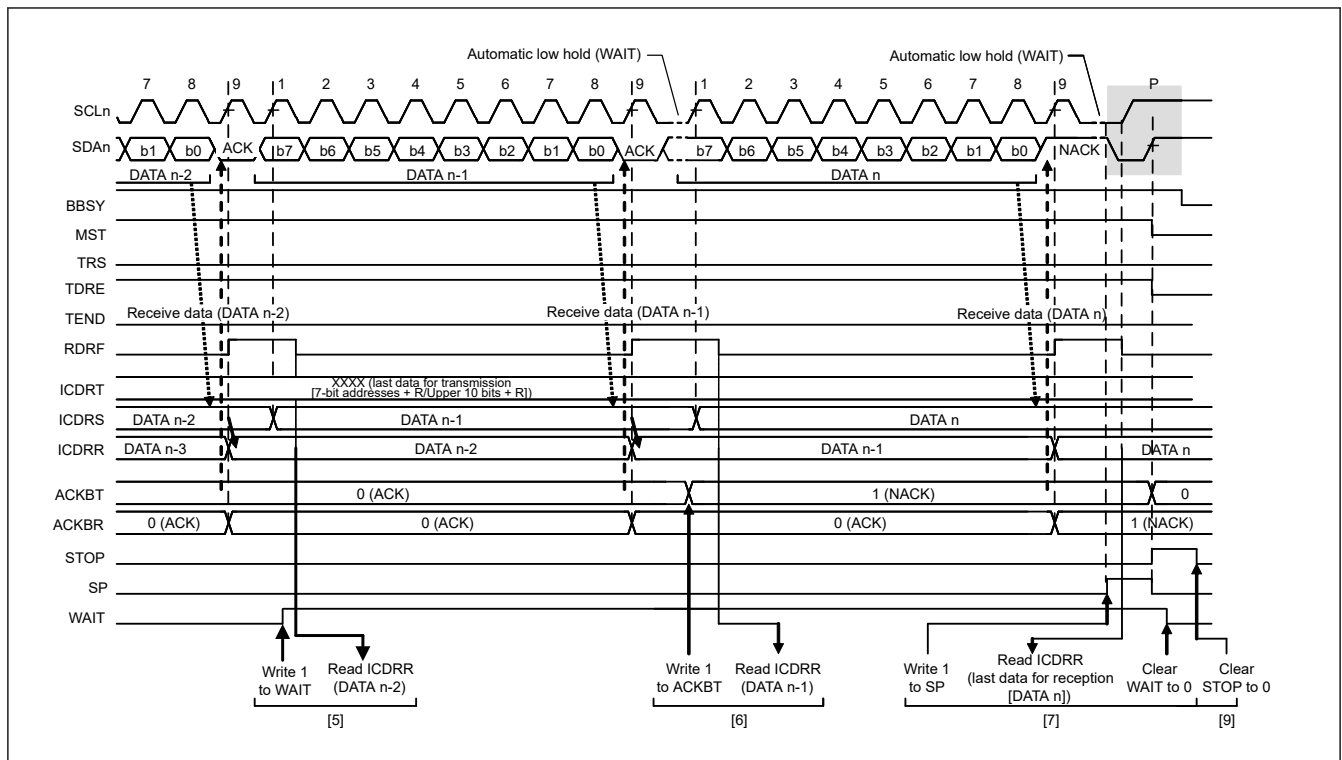 Automatic low hold (WAIT)
Automatic low hold (WAIT)
7 8 9 1 2 3 4 5 6 7 8 9 1 2 3 4 5 6 7 8 9 P
SCLn
SDAn b1 b0 ACK b7 b6 b5 b4 b3 b2 b1 b0 ACK b7 b6 b5 b4 b3 b2 b1 b0 NACK
DATA n-2 DATA n-1 DATA n
BBSY
MST
TRS
TDRE
Receive data (DATA n-2) Receive data (DATA n-1) Receive data (DATA n)
TEND
RDRF
ICDRT XXXX (last data for transmission
[7-bit addresses + R/Upper 10 bits + R])
ICDRS DATA n-2 DATA n-1 DATA n
ICDRR DATA n-3 DATA n-2 DATA n-1 DATA n
ACKBT 0 (ACK) 1 (NACK) 0
ACKBR 0 (ACK) 0 (ACK) 0 (ACK) 1 (NACK)
STOP
SP
WAIT
Write 1
to WAIT
Read ICDRR
(DATA n-2)
[5]
Write 1
to ACKBT
Read ICDRR
(DATA n-1)
[6]
Write 1
to SP
Read ICDRR
(last data for reception
[DATA n])
Clear
WAIT to 0
[7]
Clear
STOP to 0
[9]